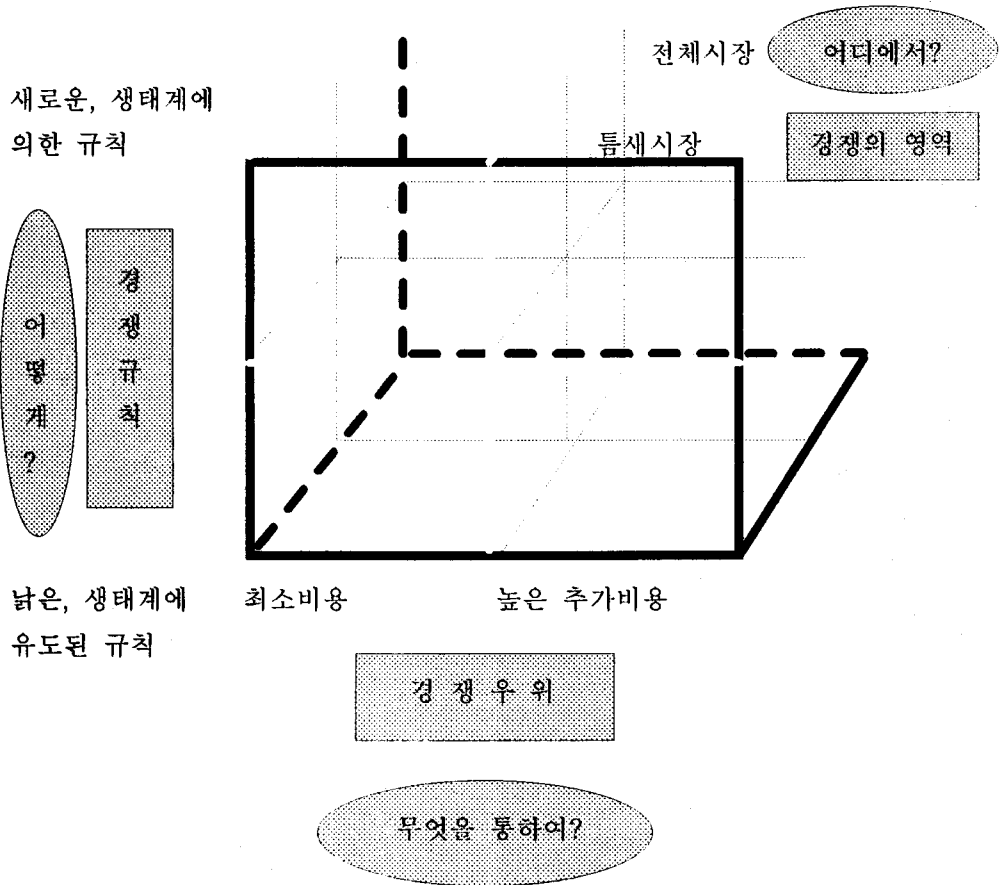 전체시장
어디에서?
새로운, 생태계에
의한 규칙
틈새시장
경쟁의 영역
어
떻
게
?
경
쟁
규
칙
낡은, 생태계에
유도된 규칙
최소비용
높은 추가비용
경 쟁 우 위
무엇을 통하여?